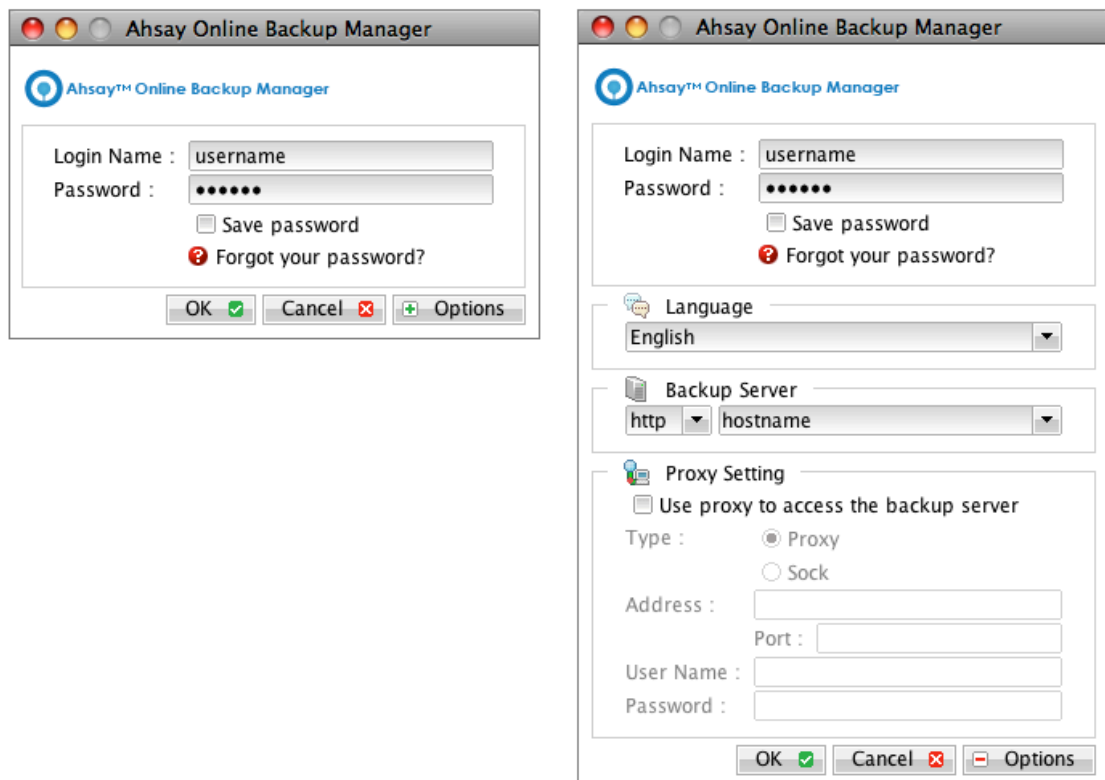 Ahsay Online Backup Manager
Ahsay™ Online Backup Manager
Login Name : username
Password : ••••••
Save password
Forgot your password?
OK Cancel Options
Ahsay Online Backup Manager
Ahsay™ Online Backup Manager
Login Name : username
Password : ••••••
Save password
Forgot your password?
Language
English
Backup Server
http hostname
Proxy Setting
Use proxy to access the backup server
Type : Proxy
Sock
Address :
Port :
User Name :
Password :
OK Cancel Options